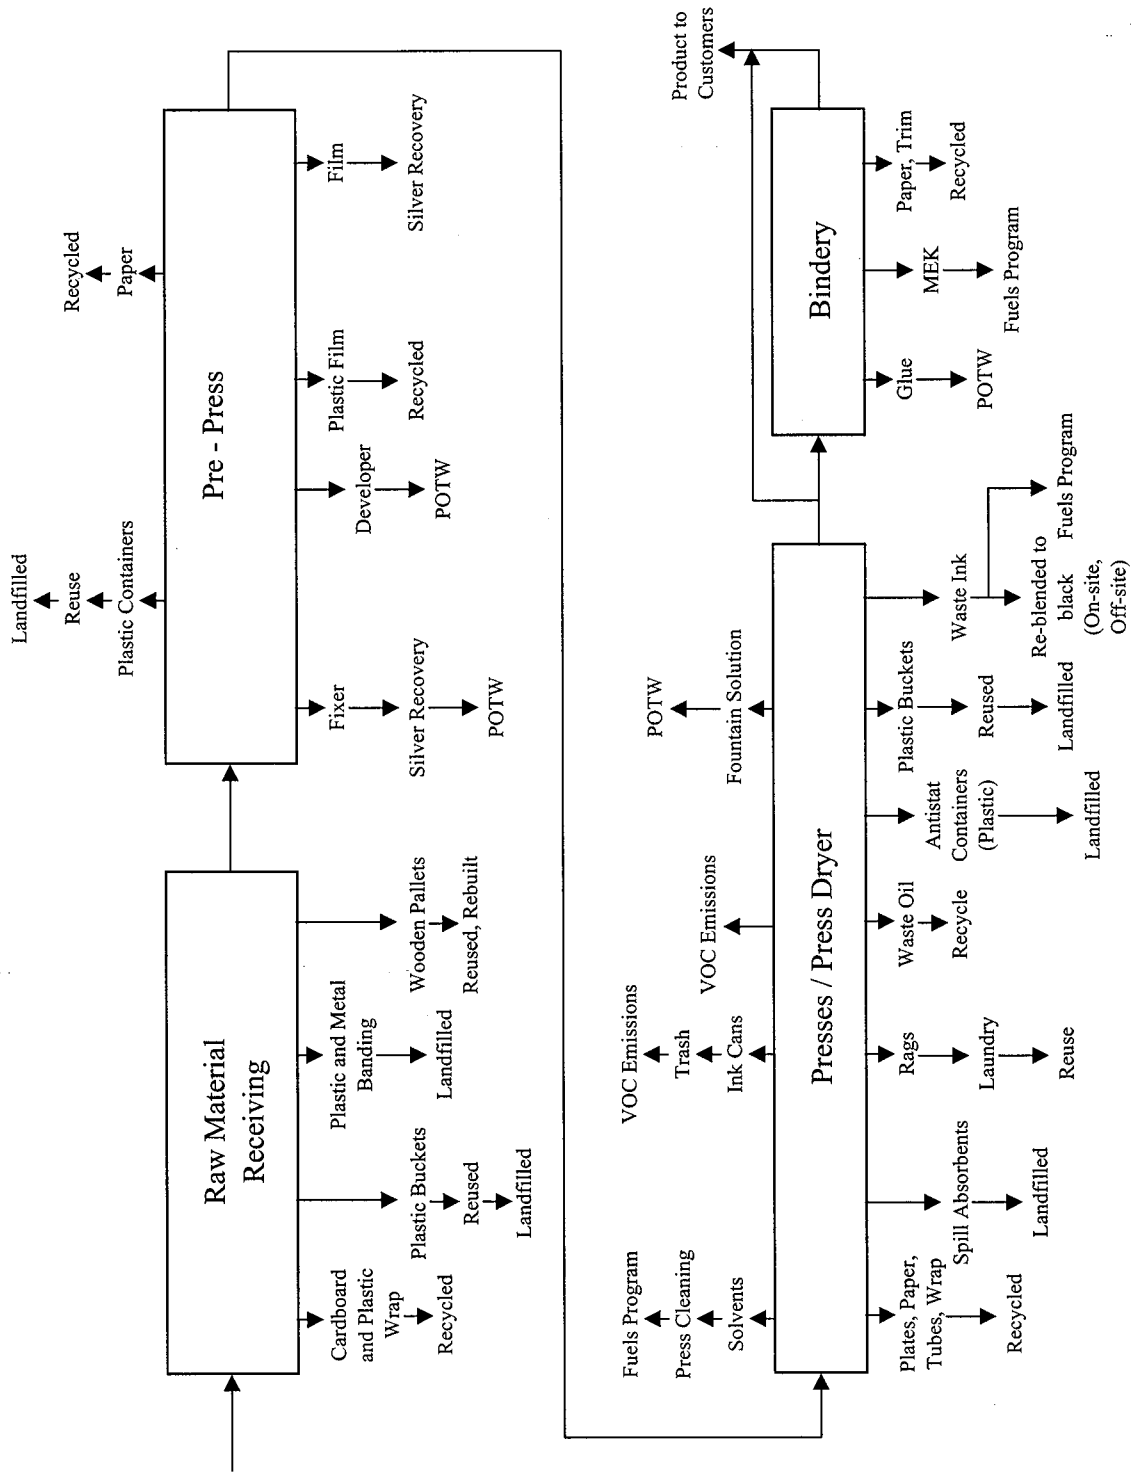 Raw Material
Receiving
Cardboard
and Plastic
Wrap
Recycled
Plastic Buckets
Reused
Landfilled
Plastic and Metal
Banding
Landfilled
Wooden Pallets
Reused, Rebuilt
Pre - Press
Landfilled
Reuse
Plastic Containers
Recycled
Paper
Fixer
Silver Recovery
POTW
Developer
POTW
Plastic Film
Recycled
Film
Silver Recovery
Presses / Press Dryer
Fuels Program
Press Cleaning
Solvents
VOC Emissions
Trash
Ink Cans
VOC Emissions
POTW
Fountain Solution
Plates, Paper,
Tubes, Wrap
Recycled
Spill Absorbents
Landfilled
Rags
Laundry
Reuse
Waste Oil
Recycle
Antistat
Containers
(Plastic)
Landfilled
Plastic Buckets
Reused
Landfilled
Waste Ink
Re-blended to
black
(On-site,
Off-site)
Fuels Program
Bindery
Product to
Customers
Glue
POTW
MEK
Fuels Program
Paper, Trim
Recycled